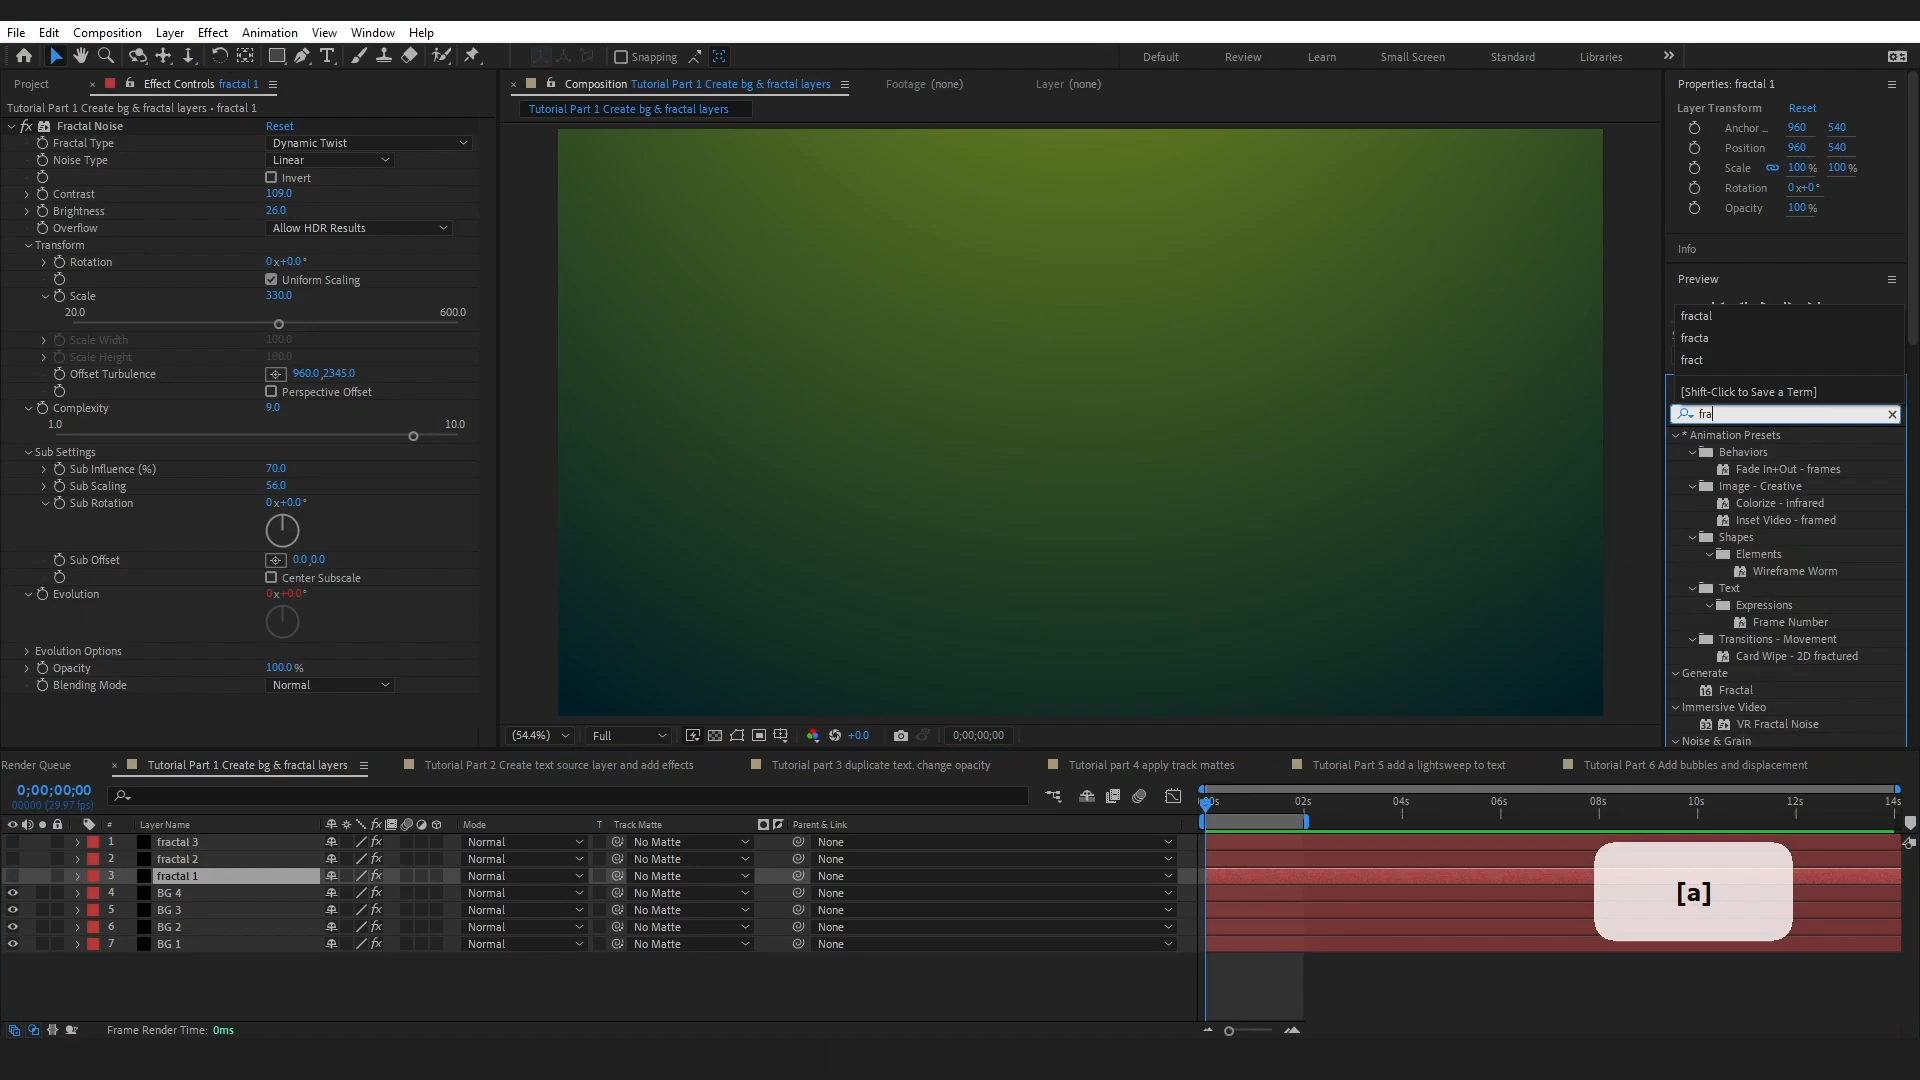 File Edit Composition Layer Effect Animation View Window Help
Snapping Default Review Learn Small Screen Standard Libraries
Project Effect Controls fractal 1
Tutorial Part 1 Create bg & fractal layers • fractal 1
fx Fractal Noise Reset
Fractal Type Dynamic Twist
Noise Type Linear
Invert
Contrast 109.0
Brightness 26.0
Overflow Allow HDR Results
Transform
Rotation 0x+0.0°
Uniform Scaling
Scale 330.0
20.0 600.0
Scale Width 100.0
Scale Height 100.0
Offset Turbulence 960.0,2345.0
Perspective Offset
Complexity 9.0
1.0 10.0
Sub Settings
Sub Influence (%) 70.0
Sub Scaling 56.0
Sub Rotation 0x+0.0°
Sub Offset 0.0,0.0
Center Subscale
Evolution 0x+0.0°
Evolution Options
Opacity 100.0 %
Blending Mode Normal
Composition Tutorial Part 1 Create bg & fractal layers Footage (none) Layer (none)
Tutorial Part 1 Create bg & fractal layers
(54.4%) Full +0.0 0;00;00;00
Properties: fractal 1
Layer Transform Reset
Anchor ... 960 540
Position 960 540
Scale 100 % 100 %
Rotation 0x+0°
Opacity 100 %
Info
Preview
fractal
fracta
fract
[Shift-Click to Save a Term]
fra
* Animation Presets
Behaviors
Fade In+Out - frames
Image - Creative
Colorize - infrared
Inset Video - framed
Shapes
Elements
Wireframe Worm
Text
Expressions
Frame Number
Transitions - Movement
Card Wipe - 2D fractured
Generate
16 Fractal
Immersive Video
32 VR Fractal Noise
Noise & Grain
Render Queue Tutorial Part 1 Create bg & fractal layers Tutorial Part 2 Create text source layer and add effects Tutorial part 3 duplicate text. change opacity Tutorial part 4 apply track mattes Tutorial Part 5 add a lightsweep to text Tutorial Part 6 Add bubbles and displacement
0;00;00;00
00000 (29.97 fps)
:00s 02s 04s 06s 08s 10s 12s 14s
# Layer Name fx Mode T Track Matte Parent & Link
1 fractal 3 fx Normal No Matte None
2 fractal 2 fx Normal No Matte None
3 fractal 1 fx Normal No Matte None
4 BG 4 fx Normal No Matte None
5 BG 3 fx Normal No Matte None
6 BG 2 fx Normal No Matte None
7 BG 1 fx Normal No Matte None
[a]
Frame Render Time: 0ms